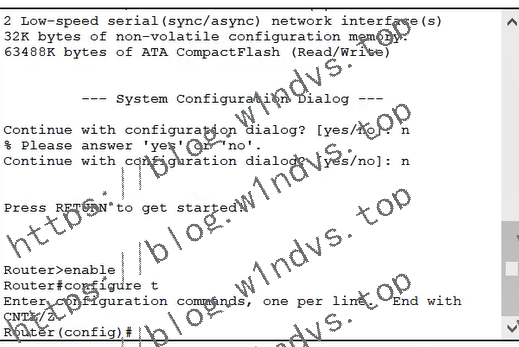 2 Low-speed serial(sync/async) network interface(s)
32K bytes of non-volatile configuration memory.
63488K bytes of ATA CompactFlash (Read/Write)
--- System Configuration Dialog ---
Continue with configuration dialog? [yes/no]: n
% Please answer 'yes' or 'no'.
Continue with configuration dialog? [yes/no]: n
Press RETURN to get started!
Router>enable
Router#configure t
Enter configuration commands, one per line. End with
CNTL/Z.
Router(config)#
https://blog.w1ndvs.top
https://blog.w1ndvs.top
https://blog.w1ndvs.top